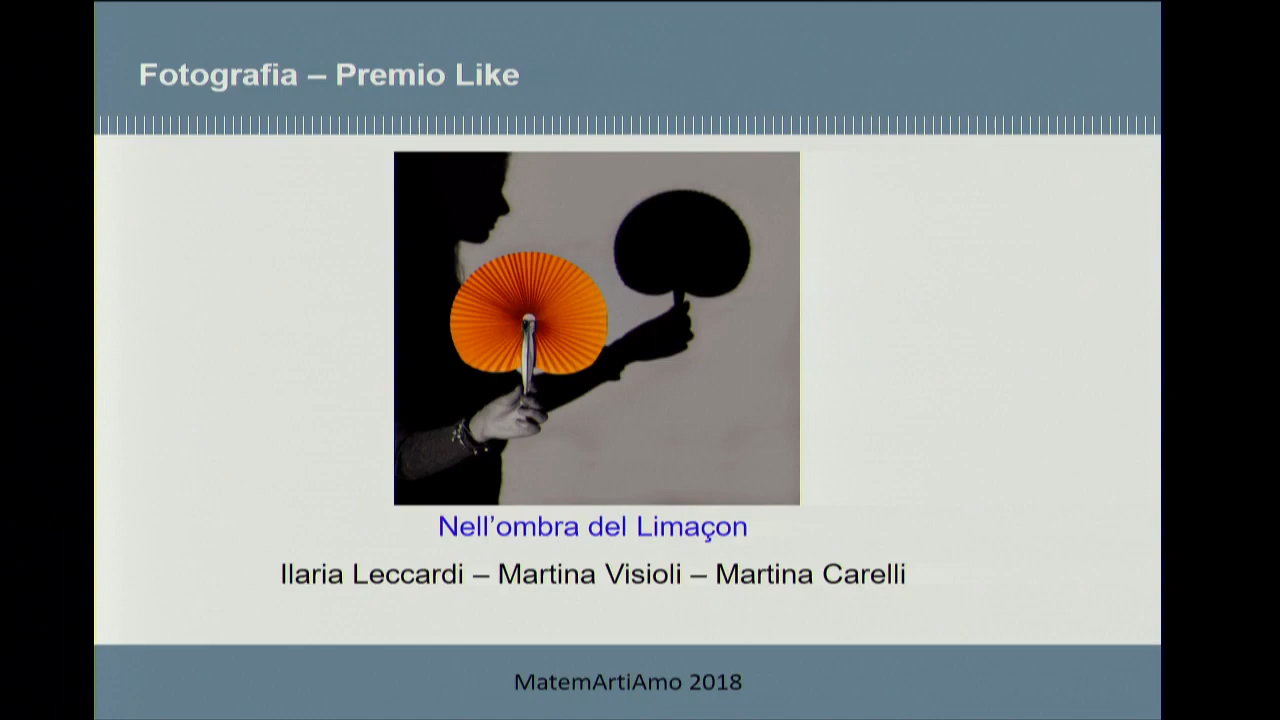 Fotografia – Premio Like
Nell’ombra del Limaçon
Ilaria Leccardi – Martina Visioli – Martina Carelli
MatemArtiAmo 2018